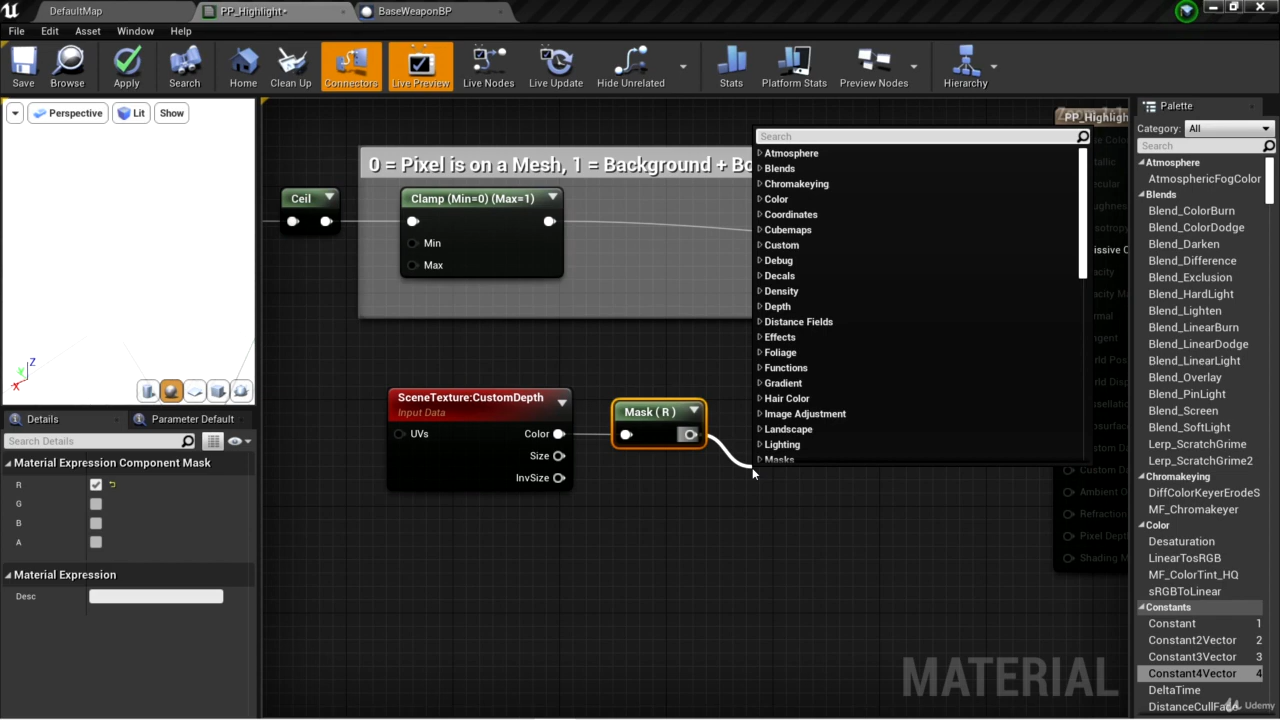 DefaultMap
PP_Highlight•
BaseWeaponBP
File Edit Asset Window Help
Save Browse Apply Search Home Clean Up Connectors Live Preview Live Nodes Live Update Hide Unrelated Stats Platform Stats Preview Nodes Hierarchy
Perspective Lit Show
Z
Y
X
Details
Parameter Default
Search Details
Material Expression Component Mask
R
G
B
A
Material Expression
Desc
0 = Pixel is on a Mesh, 1 = Background + Bo
Ceil
Clamp (Min=0) (Max=1)
Min
Max
SceneTexture:CustomDepth
Input Data
UVs Color
Size
InvSize
Mask ( R )
Search
Atmosphere
Blends
Chromakeying
Color
Coordinates
Cubemaps
Custom
Debug
Decals
Density
Depth
Distance Fields
Effects
Foliage
Functions
Gradient
Hair Color
Image Adjustment
Landscape
Lighting
Masks
PP_Highligh
issive C
Custom Da
Ambient O
Refraction
Pixel Dept
Shading M
MATERIAL
Palette
Category: All
Search
Atmosphere
AtmosphericFogColor
Blends
Blend_ColorBurn
Blend_ColorDodge
Blend_Darken
Blend_Difference
Blend_Exclusion
Blend_HardLight
Blend_Lighten
Blend_LinearBurn
Blend_LinearDodge
Blend_LinearLight
Blend_Overlay
Blend_PinLight
Blend_Screen
Blend_SoftLight
Lerp_ScratchGrime
Lerp_ScratchGrime2
Chromakeying
DiffColorKeyerErodeS
MF_Chromakeyer
Color
Desaturation
LinearTosRGB
MF_ColorTint_HQ
sRGBToLinear
Constants
Constant 1
Constant2Vector 2
Constant3Vector 3
Constant4Vector 4
DeltaTime
DistanceCullFade
Udemy